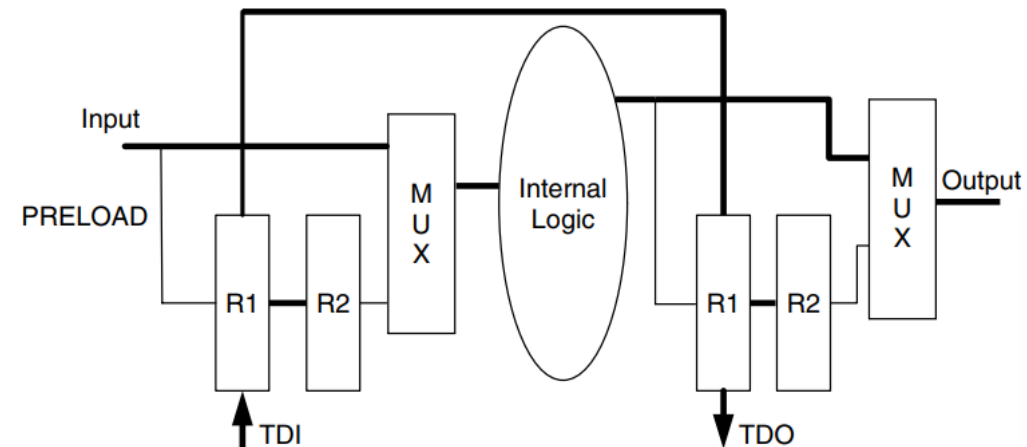 Input
PRELOAD
R1
R2
TDI
M
U
X
Internal
Logic
R1
R2
TDO
M
U
X
Output